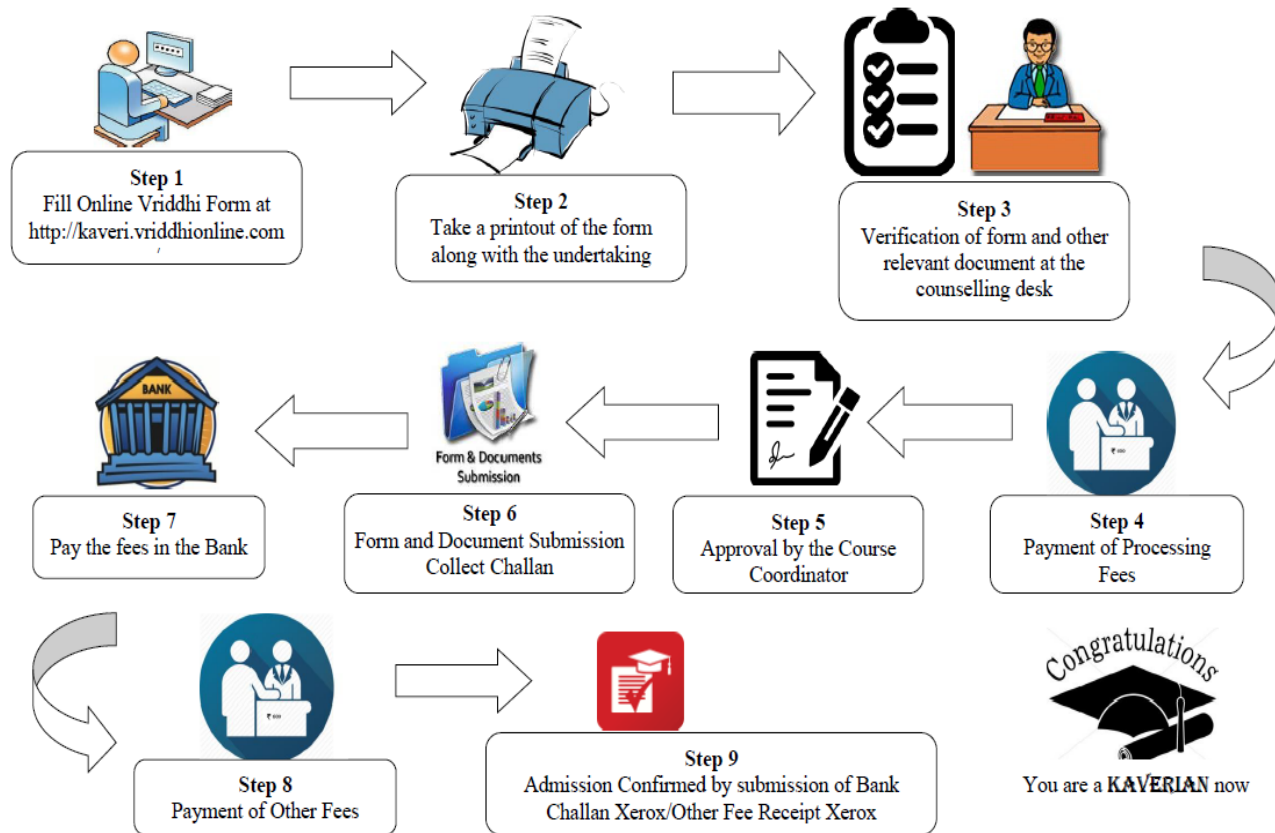 Step 1
Fill Online Vriddhi Form at
http://kaveri.vriddhionline.com
/
Step 2
Take a printout of the form
along with the undertaking
Step 3
Verification of form and other
relevant document at the
counselling desk
Step 4
Payment of Processing
Fees
Step 5
Approval by the Course
Coordinator
Form & Documents
Submission
Step 6
Form and Document Submission
Collect Challan
BANK
Step 7
Pay the fees in the Bank
Step 8
Payment of Other Fees
Step 9
Admission Confirmed by submission of Bank
Challan Xerox/Other Fee Receipt Xerox
Congratulations
You are a KAVERIAN now